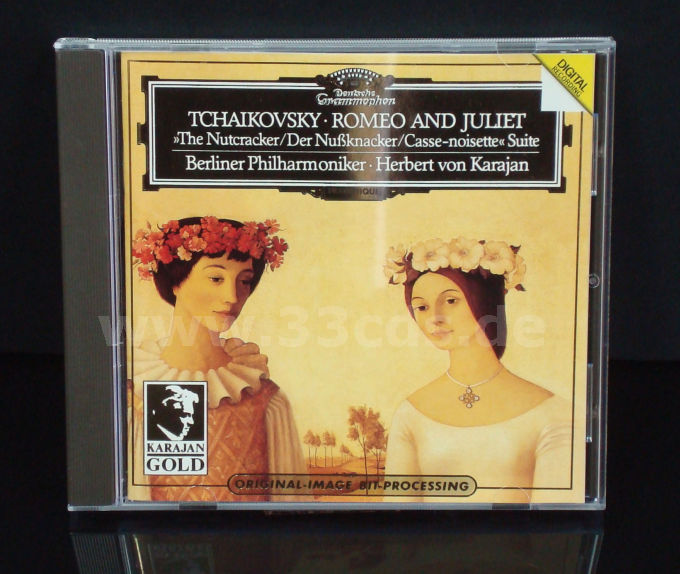 Deutsche
Grammophon
DIGITAL
RECORDING
TCHAIKOVSKY · ROMEO AND JULIET
»The Nutcracker/Der Nußknacker/Casse-noisette« Suite
Berliner Philharmoniker · Herbert von Karajan
www.33cds.de
KARAJAN
GOLD
ORIGINAL-IMAGE BIT-PROCESSING